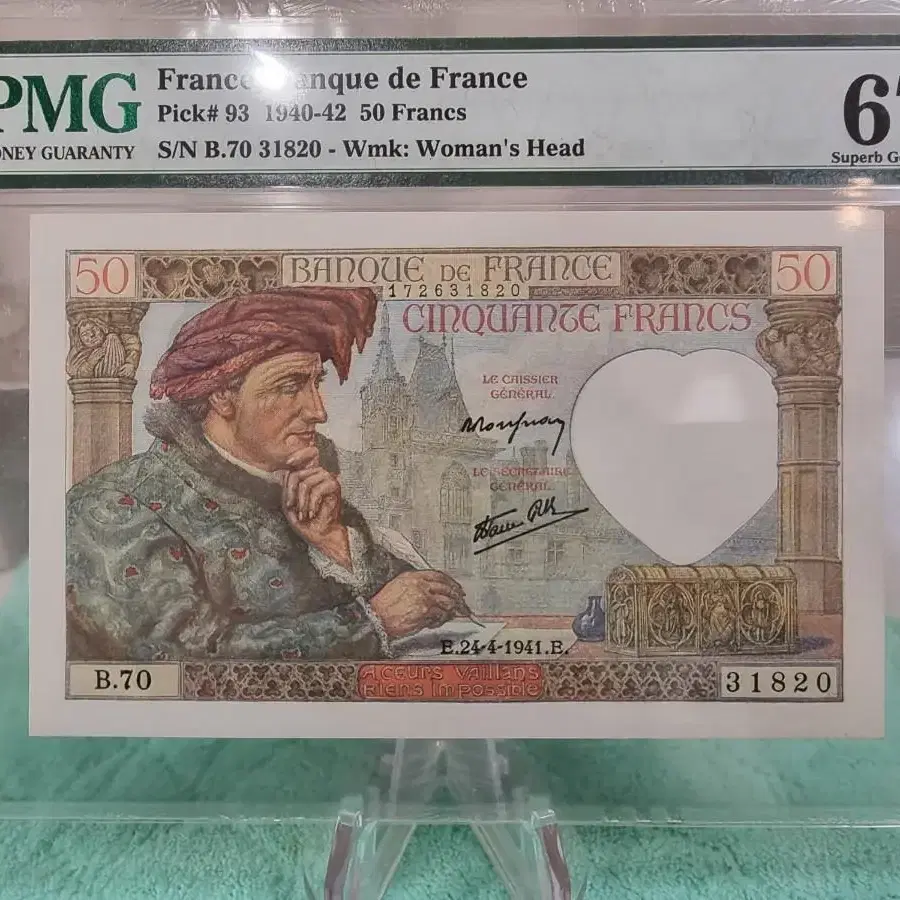 PMG
France, Banque de France
Pick# 93 1940-42 50 Francs
S/N B.70 31820 - Wmk: Woman's Head
NEY GUARANTY
Superb G
50
BANQUE DE FRANCE
50
172631820
CINQUANTE FRANCS
LE CAISSIER
GÉNÉRAL
LE SECRÉTAIRE
GÉNÉRAL
E.24-4-1941.E.
B.70
A CŒURS VAILLANS
RIENS IMPOSSIBLE
31820